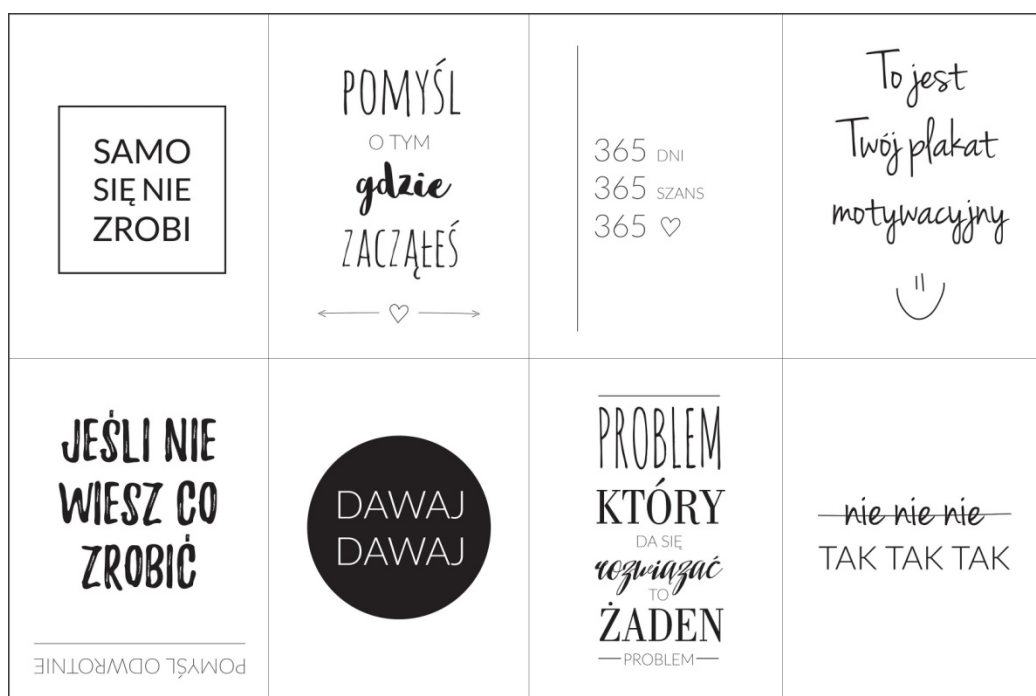 SAMO
SIĘ NIE
ZROBI
POMYŚL
O TYM
gdzie
ZACZĄŁEŚ
365 DNI
365 SZANS
365 ♡
To jest
Twój plakat
motywacyjny
JEŚLI NIE
WIESZ CO
ZROBIĆ
POMYŚL ODWROTNIE
DAWAJ
DAWAJ
PROBLEM
KTÓRY
DA SIĘ
rozwiązać
TO
ŻADEN
PROBLEM
nie nie nie
TAK TAK TAK